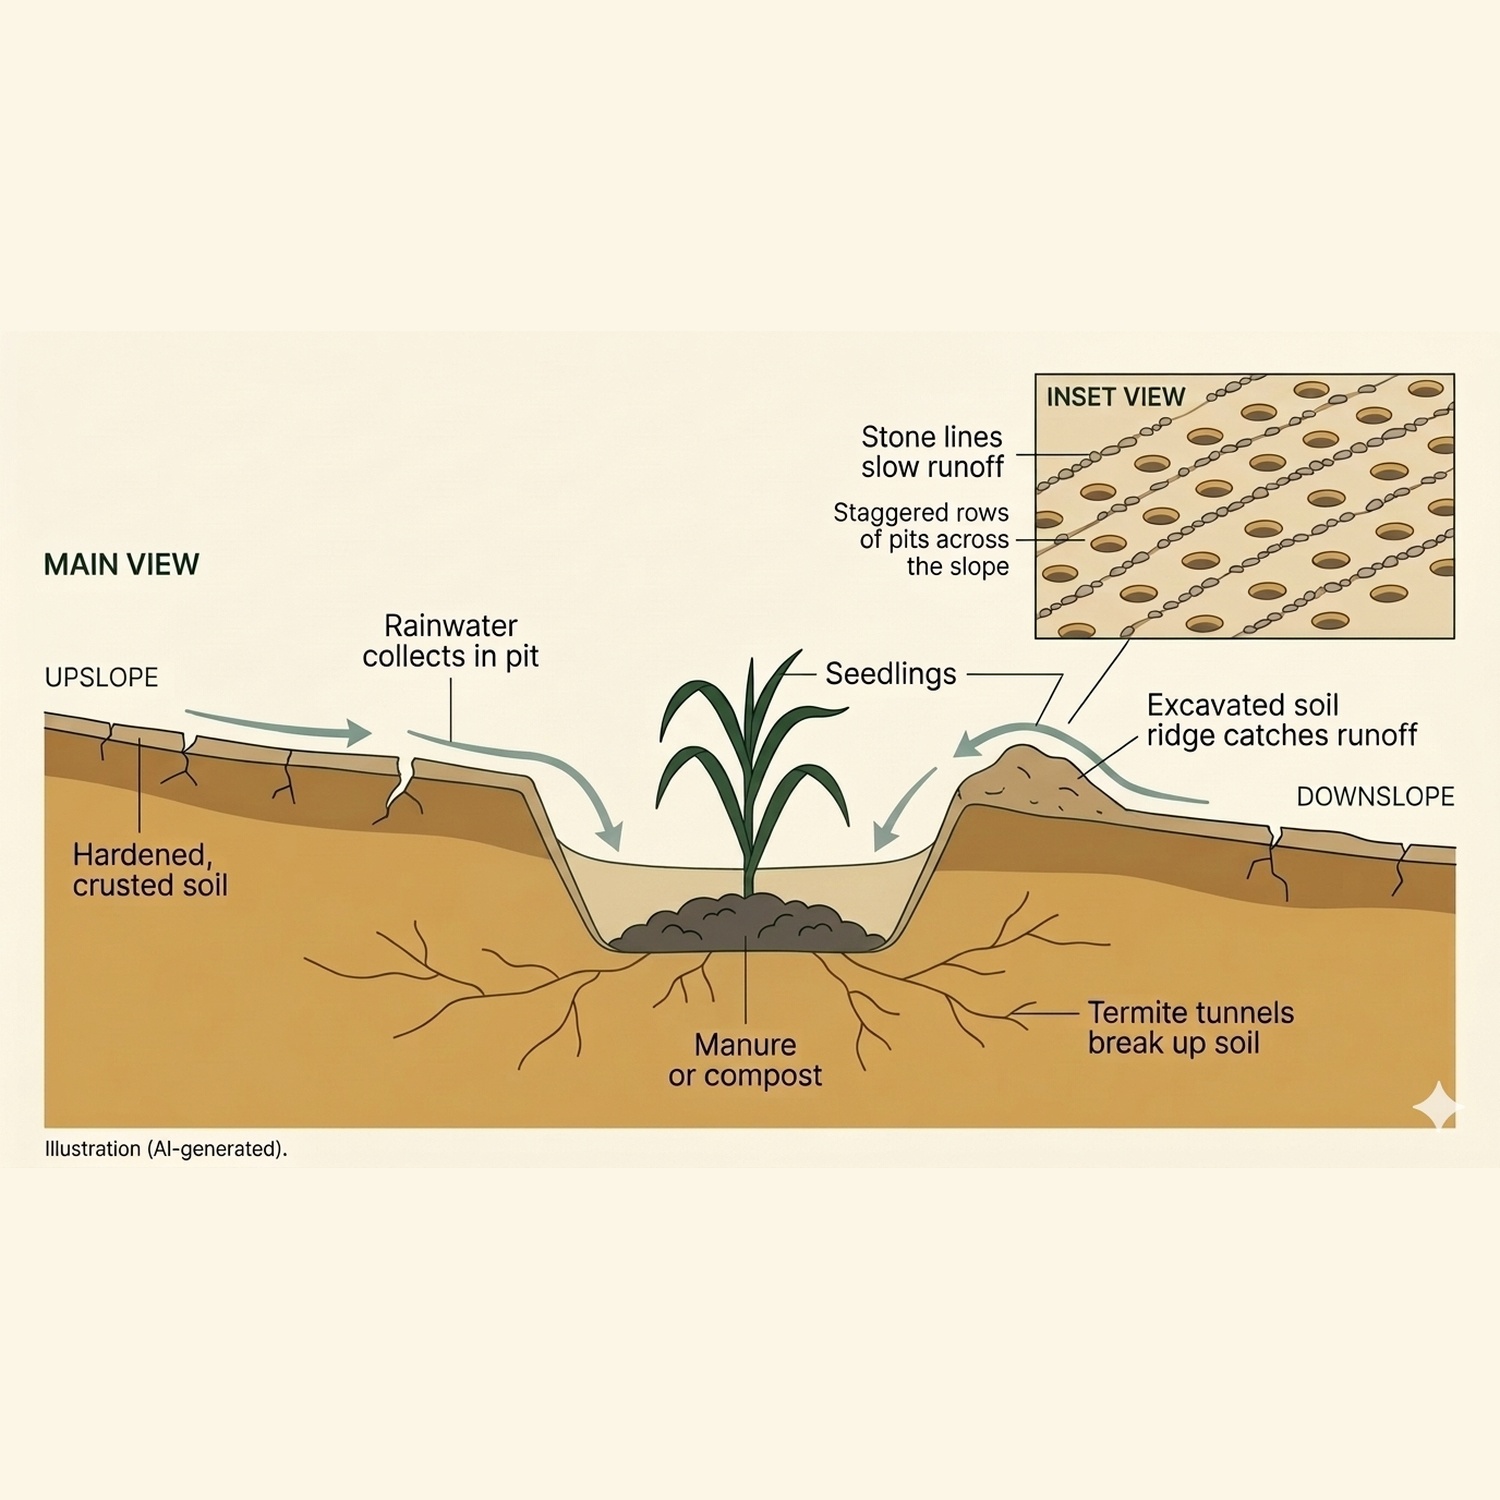 INSET VIEW
Stone lines
slow runoff
Staggered rows
of pits across
the slope
MAIN VIEW
Rainwater
collects in pit
UPSLOPE
Seedlings
Excavated soil
ridge catches runoff
DOWNSLOPE
Hardened,
crusted soil
Termite tunnels
break up soil
Manure
or compost
Illustration (AI-generated).